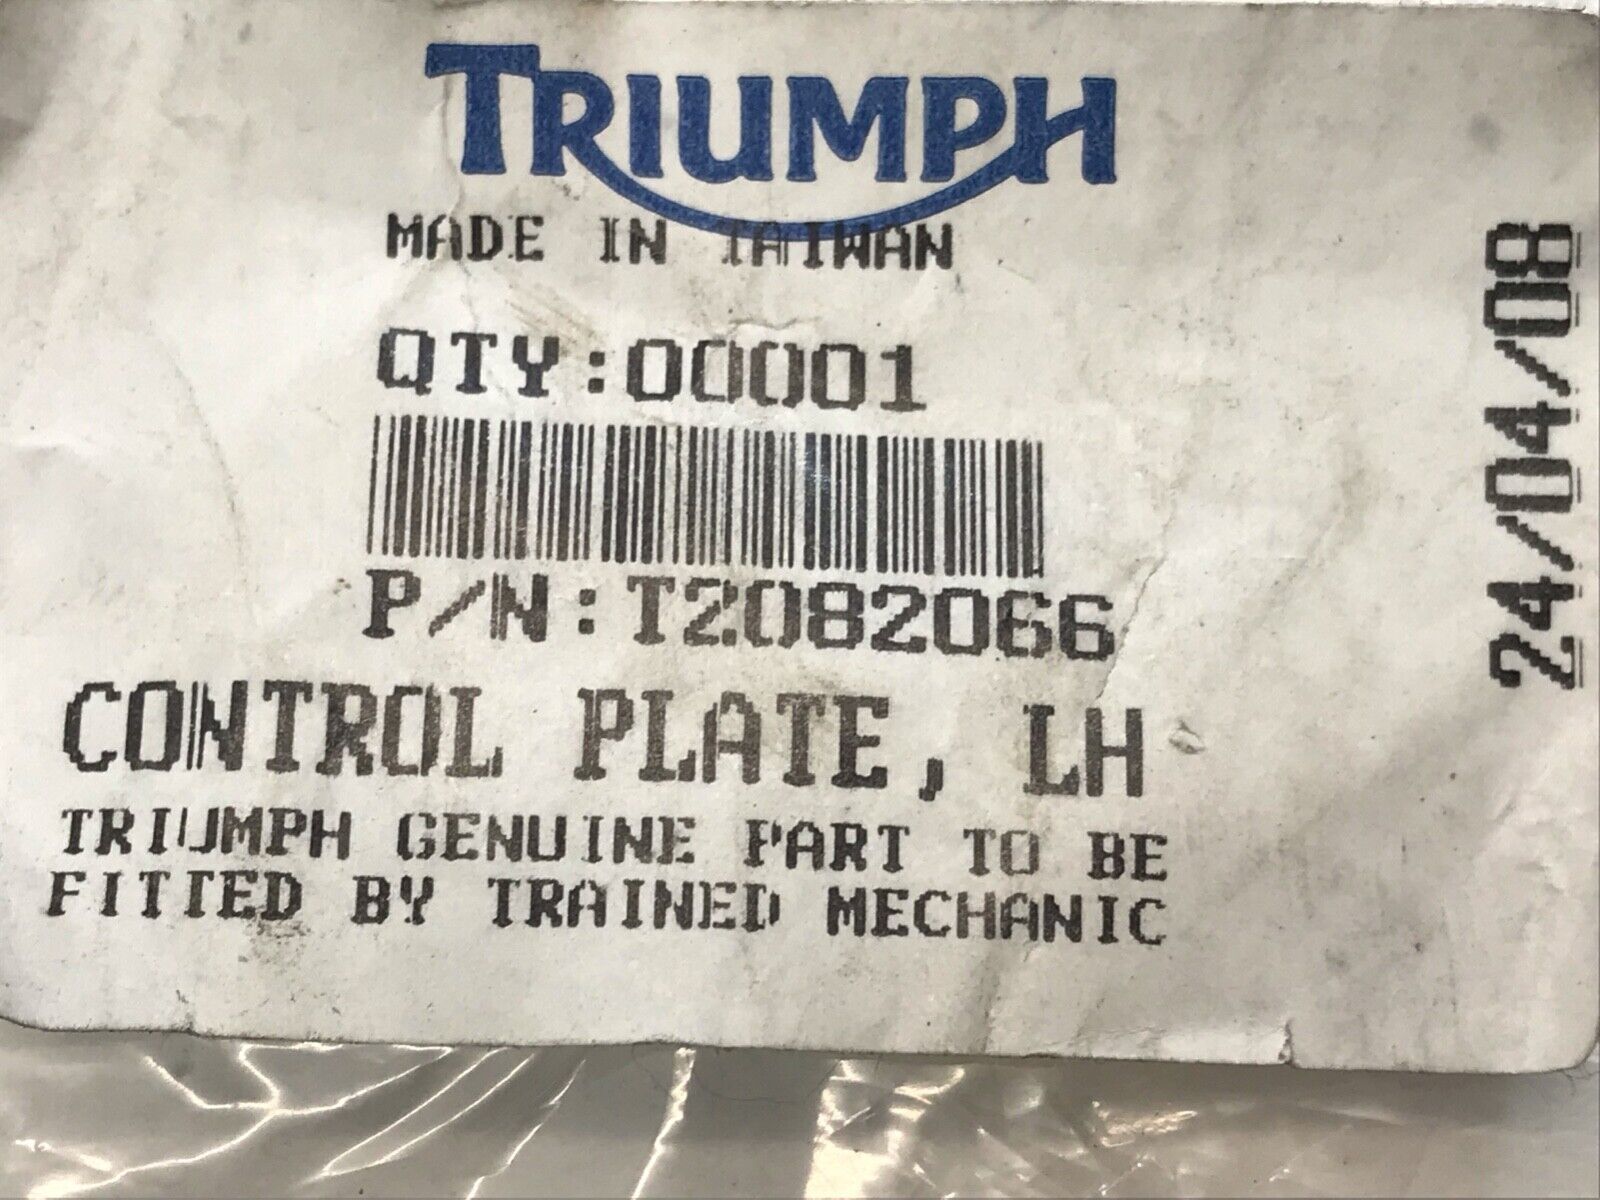 TRIUMPH
MADE IN TAIWAN
QTY:00001
P/N:T2082066
CONTROL PLATE, LH
TRIUMPH GENUINE PART TO BE
FITTED BY TRAINED MECHANIC
24/04/08